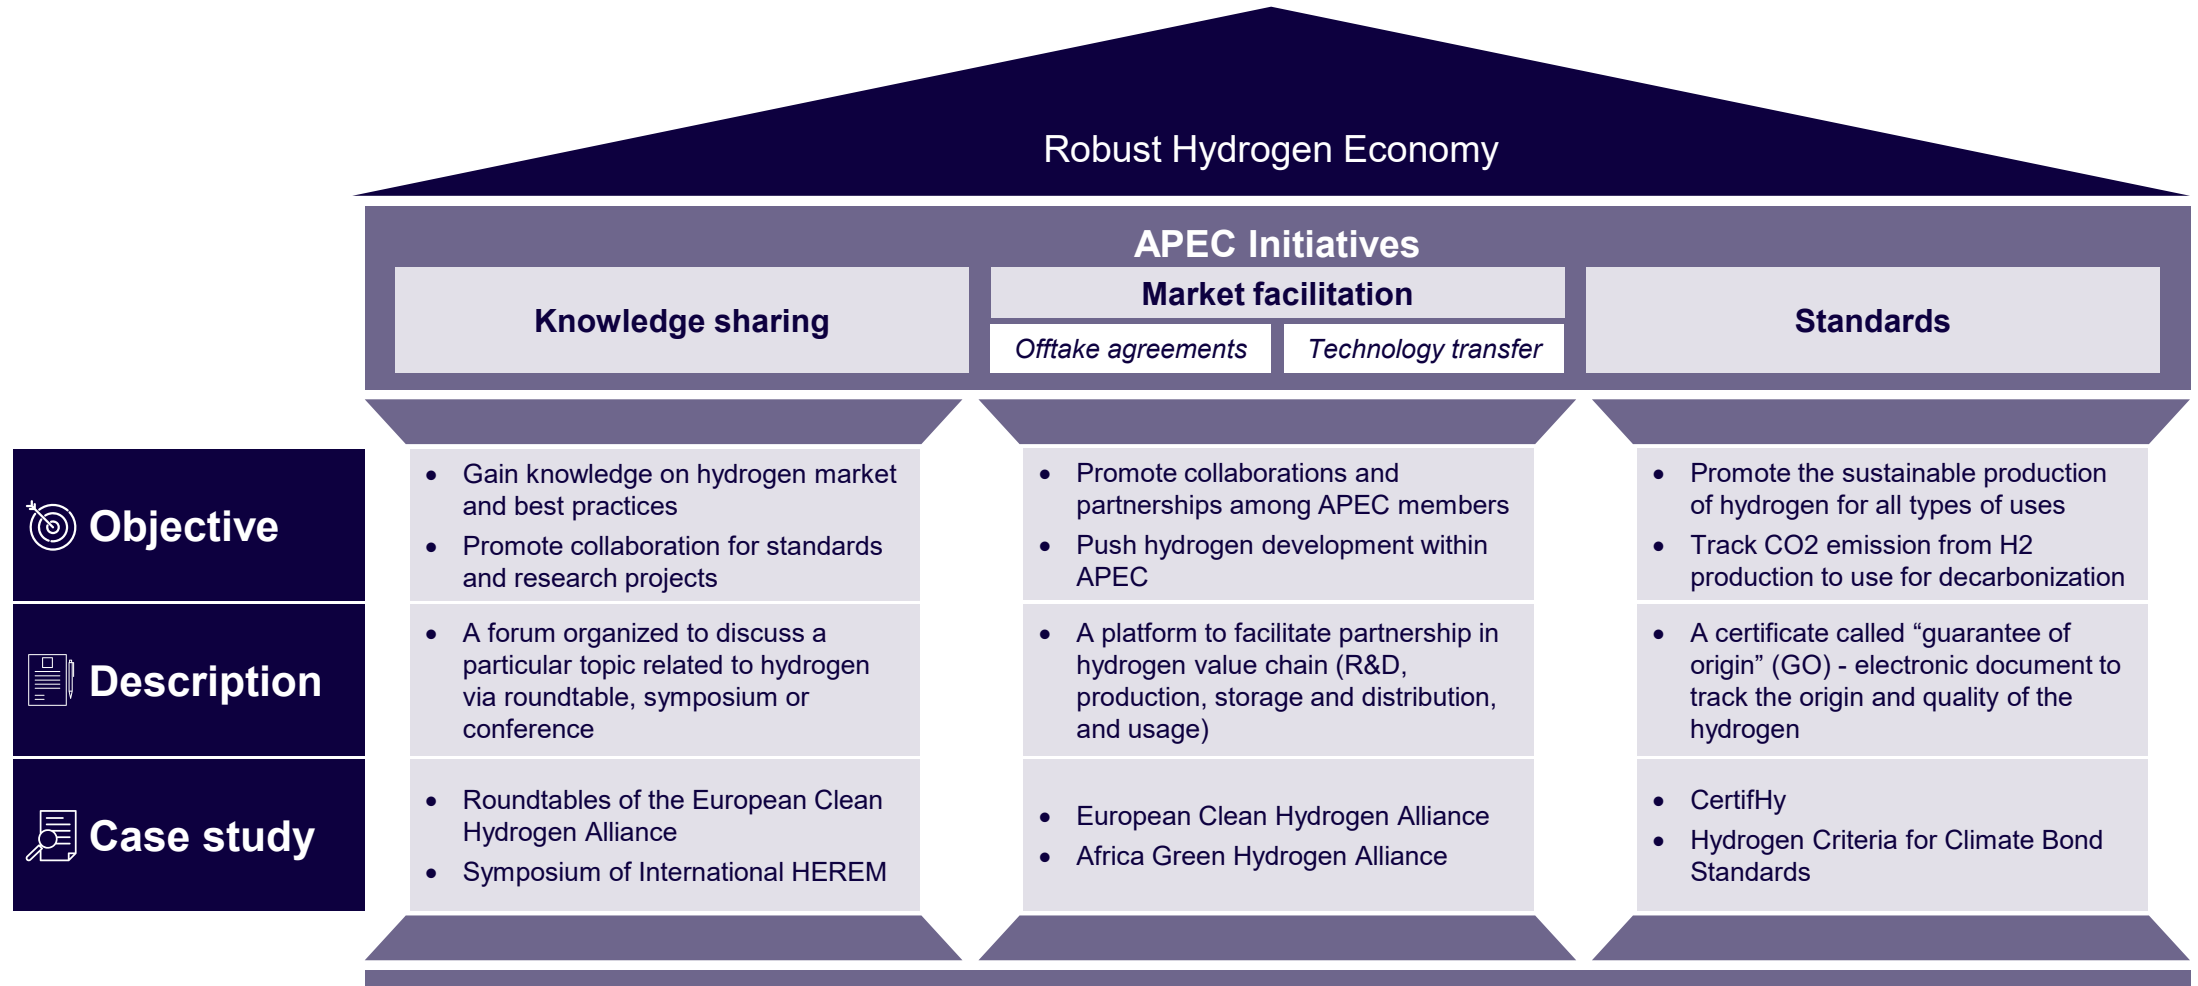 Robust Hydrogen Economy
APEC Initiatives
Knowledge sharing
Market facilitation
Offtake agreements
Technology transfer
Standards
Objective
• Gain knowledge on hydrogen market
and best practices
• Promote collaboration for standards
and research projects
• Promote collaborations and
partnerships among APEC members
• Push hydrogen development within
APEC
• Promote the sustainable production
of hydrogen for all types of uses
• Track CO2 emission from H2
production to use for decarbonization
Description
• A forum organized to discuss a
particular topic related to hydrogen
via roundtable, symposium or
conference
• A platform to facilitate partnership in
hydrogen value chain (R&D,
production, storage and distribution,
and usage)
• A certificate called “guarantee of
origin” (GO) - electronic document to
track the origin and quality of the
hydrogen
Case study
• Roundtables of the European Clean
Hydrogen Alliance
• Symposium of International HEREM
• European Clean Hydrogen Alliance
• Africa Green Hydrogen Alliance
• CertifHy
• Hydrogen Criteria for Climate Bond
Standards